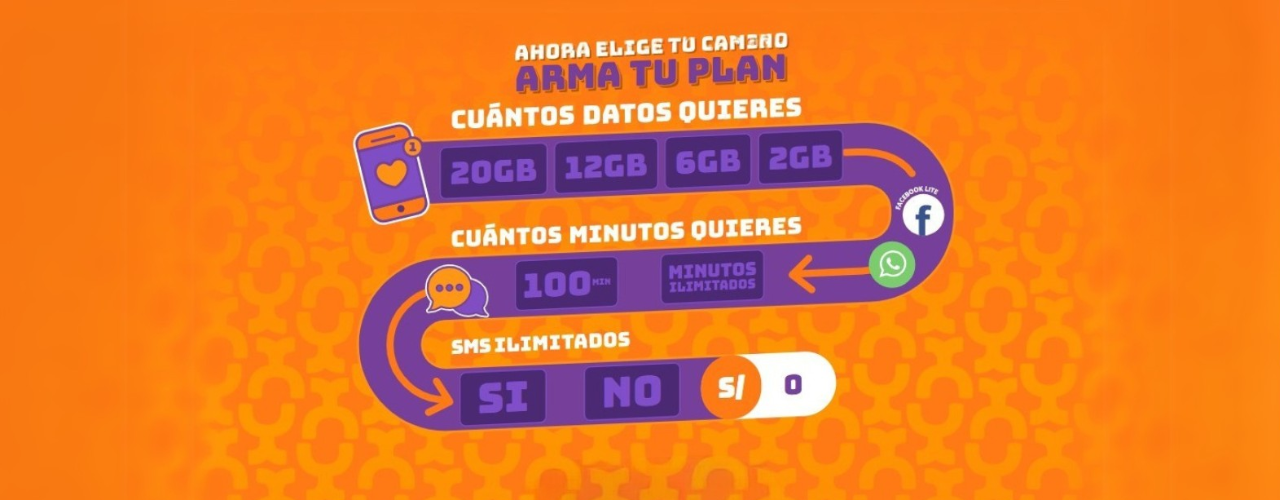 AHORA ELIGE TU CAMINO
ARMA TU PLAN
CUÁNTOS DATOS QUIERES
1
20GB 12GB 6GB 2GB
FACEBOOK LITE
f
CUÁNTOS MINUTOS QUIERES
100 MIN
MINUTOS
ILIMITADOS
SMS ILIMITADOS
SI NO S/ 0